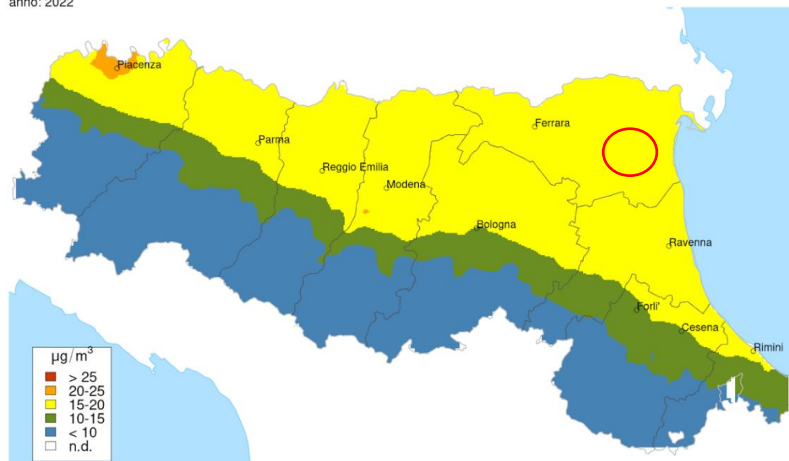 anno: 2022
Piacenza
Ferrara
Parma
Reggio Emilia
Modena
Bologna
Ravenna
Forli'
Cesena
Rimini
µg/m³
> 25
20-25
15-20
10-15
< 10
n.d.